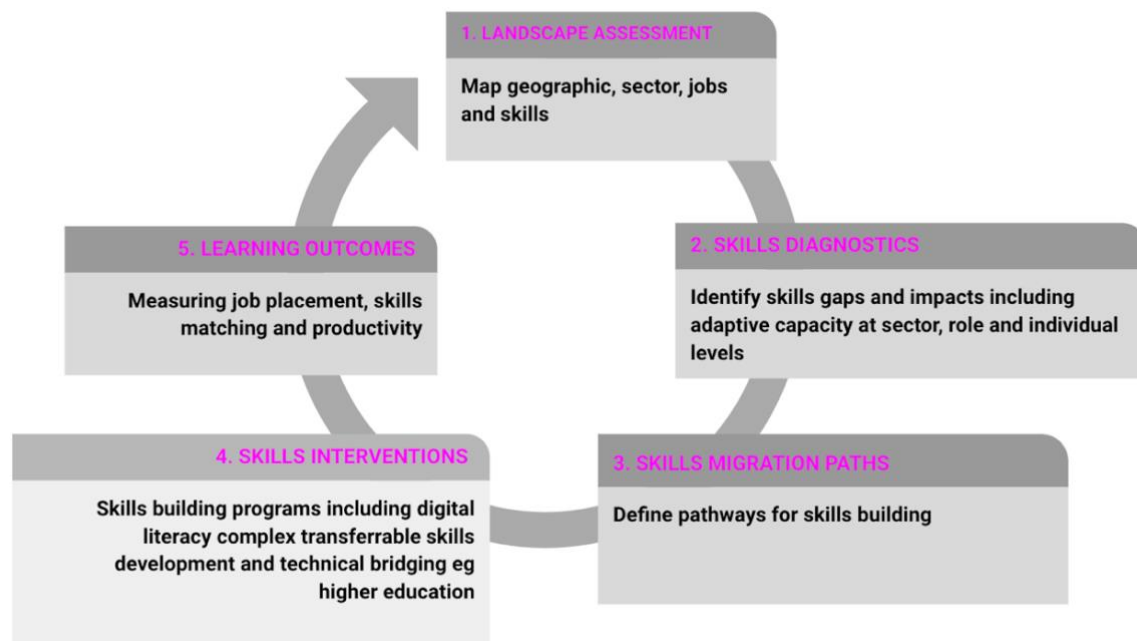 1. LANDSCAPE ASSESSMENT
Map geographic, sector, jobs
and skills
2. SKILLS DIAGNOSTICS
Identify skills gaps and impacts including
adaptive capacity at sector, role and individual
levels
3. SKILLS MIGRATION PATHS
Define pathways for skills building
4. SKILLS INTERVENTIONS
Skills building programs including digital
literacy complex transferrable skills
development and technical bridging eg
higher education
5. LEARNING OUTCOMES
Measuring job placement, skills
matching and productivity